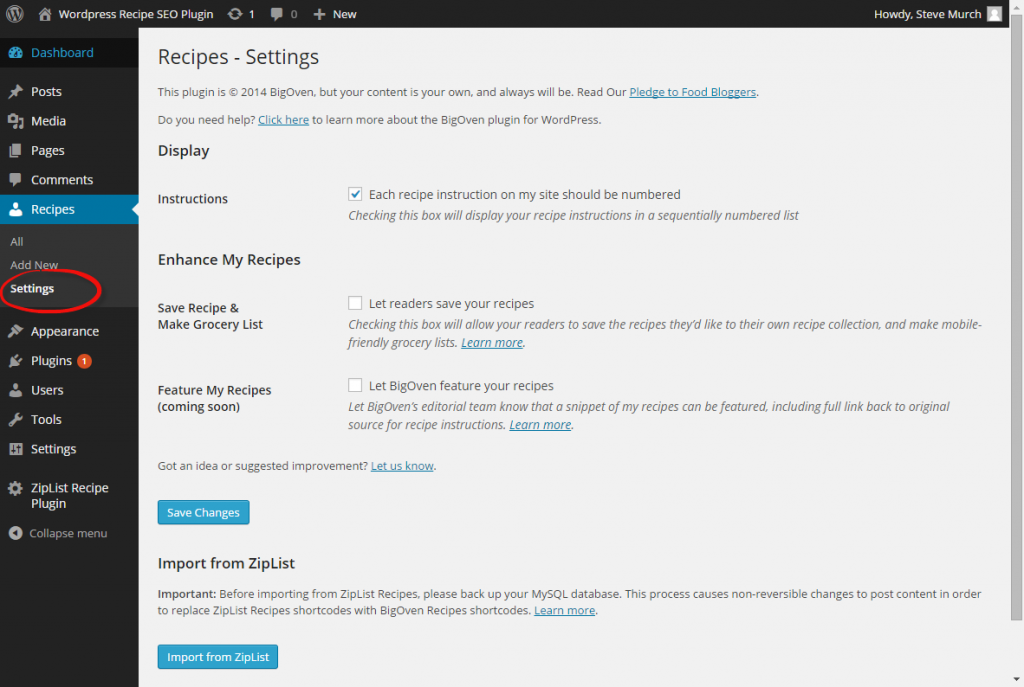 Wordpress Recipe SEO Plugin 1 0 New Howdy, Steve Murch
Dashboard
Posts
Media
Pages
Comments
Recipes
All
Add New
Settings
Appearance
Plugins 1
Users
Tools
Settings
ZipList Recipe
Plugin
Collapse menu
Recipes - Settings
This plugin is © 2014 BigOven, but your content is your own, and always will be. Read Our Pledge to Food Bloggers.
Do you need help? Click here to learn more about the BigOven plugin for WordPress.
Display
Instructions
Each recipe instruction on my site should be numbered
Checking this box will display your recipe instructions in a sequentially numbered list
Enhance My Recipes
Save Recipe &
Make Grocery List
Let readers save your recipes
Checking this box will allow your readers to save the recipes they'd like to their own recipe collection, and make mobile-
friendly grocery lists. Learn more.
Feature My Recipes
(coming soon)
Let BigOven feature your recipes
Let BigOven's editorial team know that a snippet of my recipes can be featured, including full link back to original
source for recipe instructions. Learn more.
Got an idea or suggested improvement? Let us know.
Save Changes
Import from ZipList
Important: Before importing from ZipList Recipes, please back up your MySQL database. This process causes non-reversible changes to post content in order
to replace ZipList Recipes shortcodes with BigOven Recipes shortcodes. Learn more.
Import from ZipList